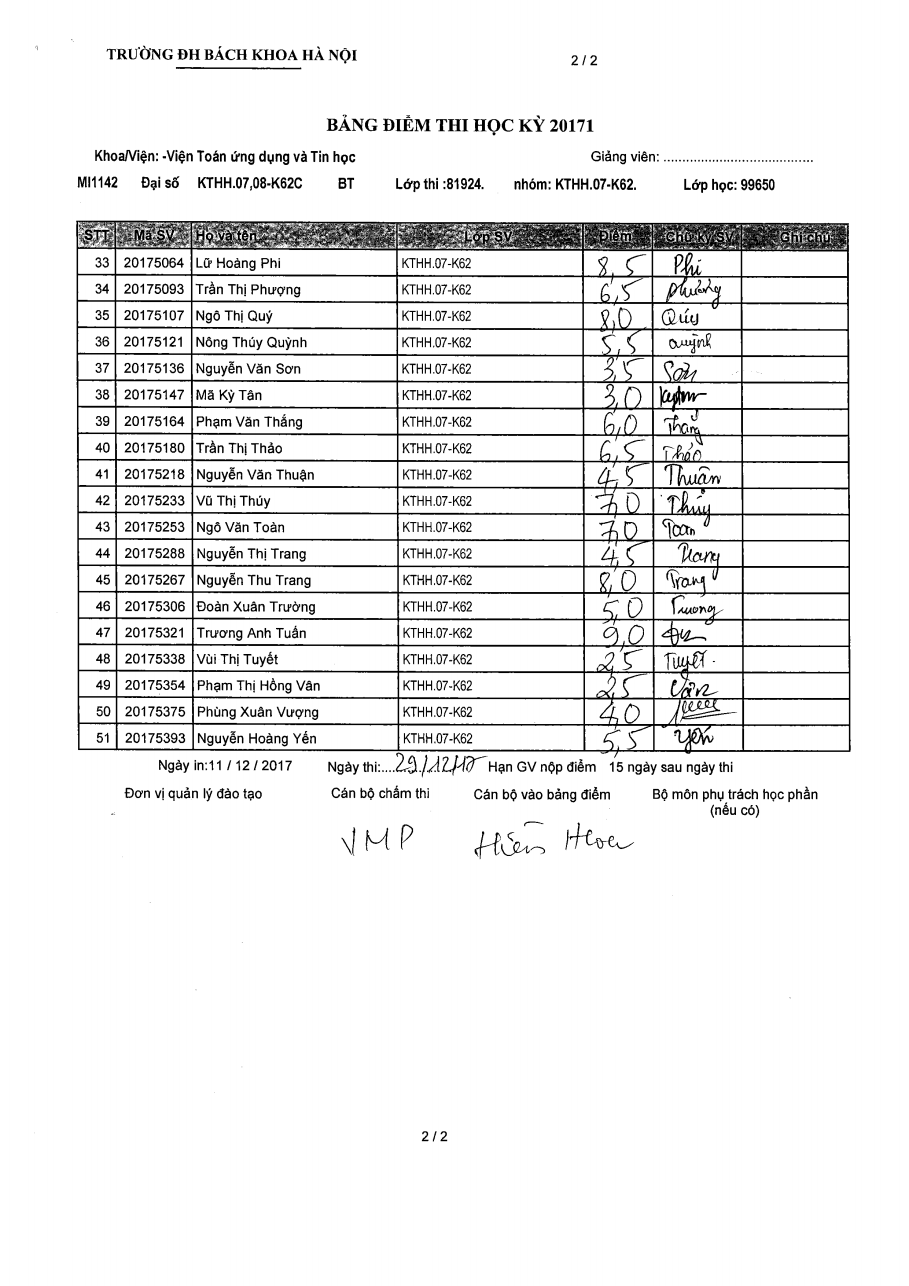 TRƯỜNG ĐH BÁCH KHOA HÀ NỘI 2 / 2
BẢNG ĐIỂM THI HỌC KỲ 20171
Khoa/Viện: -Viện Toán ứng dụng và Tin học Giảng viên: ........................................
MI1142 Đại số KTHH.07,08-K62C BT Lớp thi :81924. nhóm: KTHH.07-K62. Lớp học: 99650
STT Mã SV Họ và tên Lớp SV Điểm Chữ ký SV Ghi chú
33 20175064 Lữ Hoàng Phi KTHH.07-K62 8,5 Phi
34 20175093 Trần Thị Phượng KTHH.07-K62 6,5 Phượng
35 20175107 Ngô Thị Quý KTHH.07-K62 8,0 Qúy
36 20175121 Nông Thúy Quỳnh KTHH.07-K62 5,5 Quỳnh
37 20175136 Nguyễn Văn Sơn KTHH.07-K62 3,5 Sơn
38 20175147 Mã Kỳ Tân KTHH.07-K62 3,0
39 20175164 Phạm Văn Thắng KTHH.07-K62 6,0 Thắng
40 20175180 Trần Thị Thảo KTHH.07-K62 6,5 Thảo
41 20175218 Nguyễn Văn Thuận KTHH.07-K62 4,5 Thuận
42 20175233 Vũ Thị Thúy KTHH.07-K62 7,0 Thúy
43 20175253 Ngô Văn Toàn KTHH.07-K62 7,0 Toàn
44 20175288 Nguyễn Thị Trang KTHH.07-K62 4,5 Trang
45 20175267 Nguyễn Thu Trang KTHH.07-K62 8,0 Trang
46 20175306 Đoàn Xuân Trường KTHH.07-K62 5,0 Trường
47 20175321 Trương Anh Tuấn KTHH.07-K62 9,0
48 20175338 Vùi Thị Tuyết KTHH.07-K62 2,5 Tuyết.
49 20175354 Phạm Thị Hồng Vân KTHH.07-K62 2,5 Vân
50 20175375 Phùng Xuân Vượng KTHH.07-K62 4,0
51 20175393 Nguyễn Hoàng Yến KTHH.07-K62 5,5 Yến
Ngày in:11 / 12 / 2017 Ngày thi:....29/12/17 Hạn GV nộp điểm 15 ngày sau ngày thi
Đơn vị quản lý đào tạo Cán bộ chấm thi Cán bộ vào bảng điểm Bộ môn phụ trách học phần
(nếu có)
VMP Hiền Hoa
2 / 2